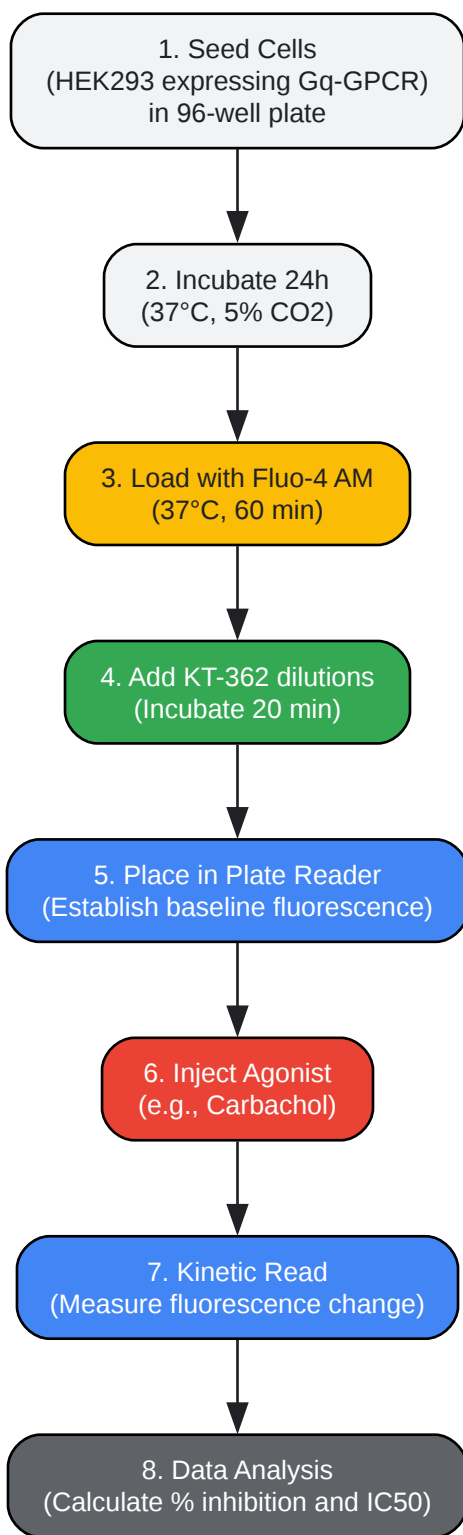 1. Seed Cells
(HEK293 expressing Gq-GPCR)
in 96-well plate
2. Incubate 24h
(37°C, 5% CO2)
3. Load with Fluo-4 AM
(37°C, 60 min)
4. Add KT-362 dilutions
(Incubate 20 min)
5. Place in Plate Reader
(Establish baseline fluorescence)
6. Inject Agonist
(e.g., Carbachol)
7. Kinetic Read
(Measure fluorescence change)
8. Data Analysis
(Calculate % inhibition and IC50)